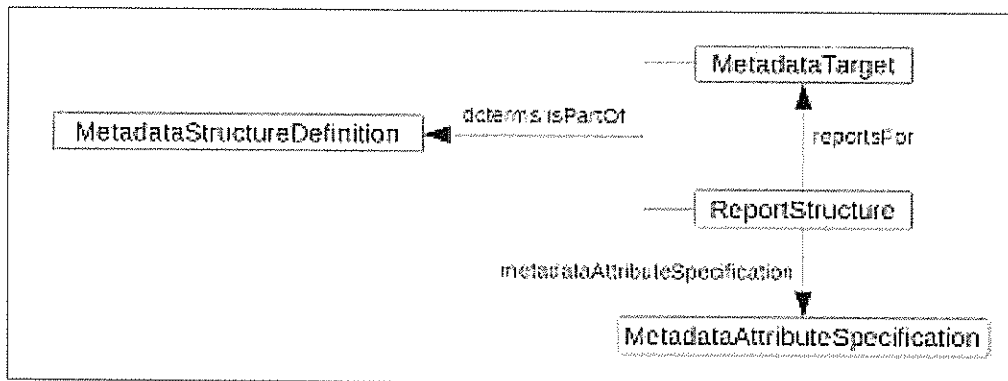 MetadataTarget
dcterms:isPartOf
MetadataStructureDefinition
reportsFor
ReportStructure
metadataAttributeSpecification
MetadataAttributeSpecification